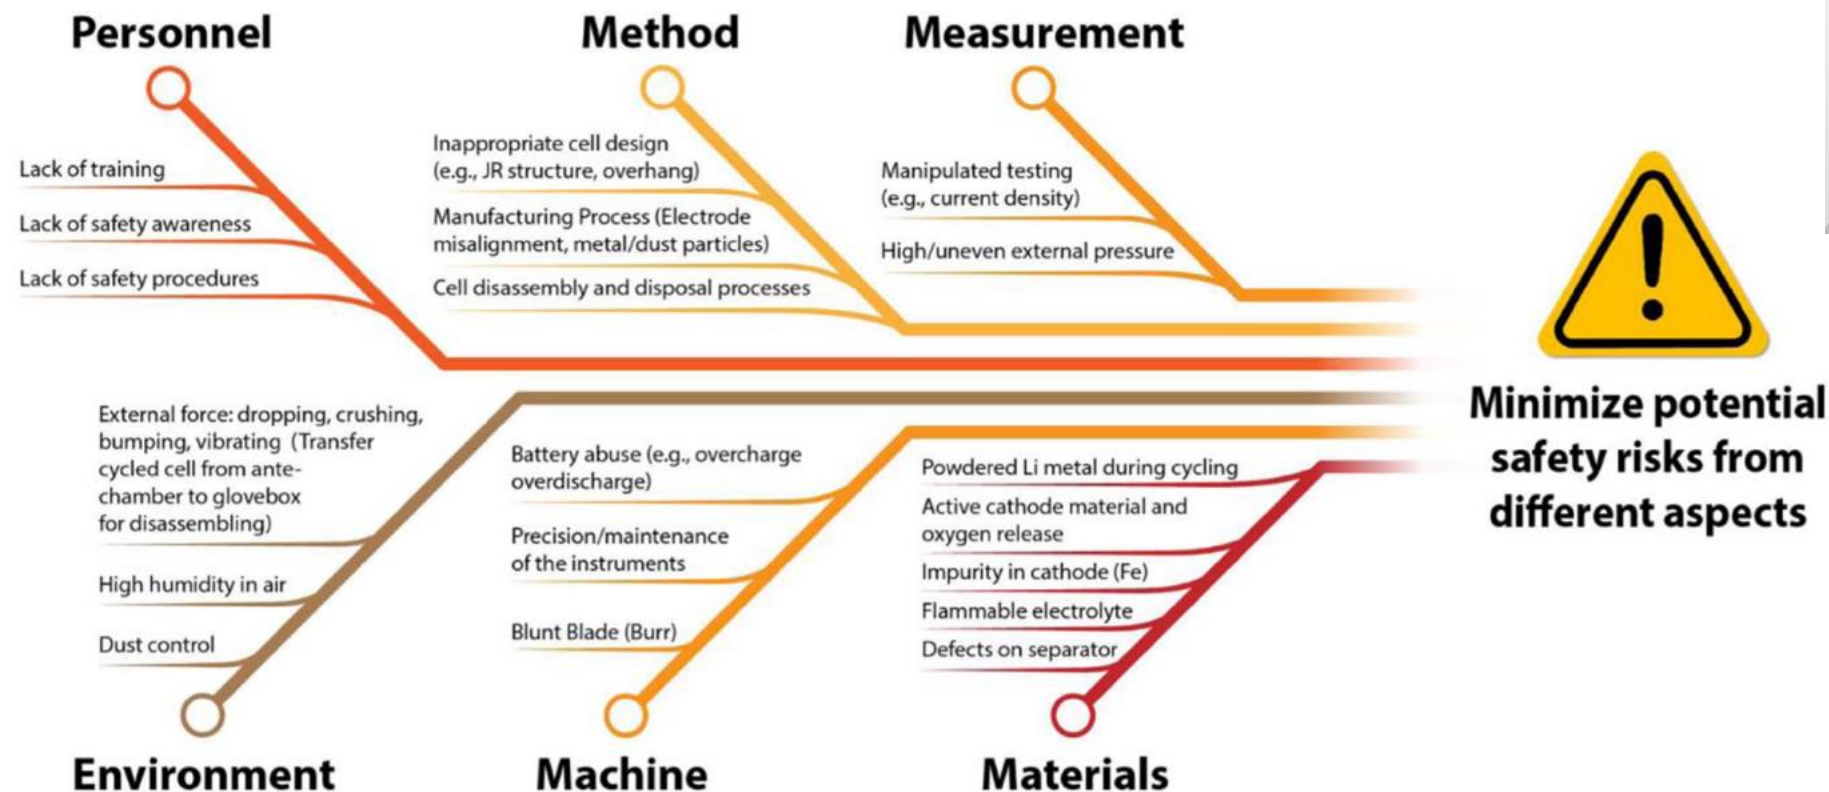 Personnel
Lack of training
Lack of safety awareness
Lack of safety procedures
Method
Inappropriate cell design
(e.g., JR structure, overhang)
Manufacturing Process (Electrode
misalignment, metal/dust particles)
Cell disassembly and disposal processes
Measurement
Manipulated testing
(e.g., current density)
High/uneven external pressure
External force: dropping, crushing,
bumping, vibrating (Transfer
cycled cell from ante-
chamber to glovebox
for disassembling)
High humidity in air
Dust control
Environment
Battery abuse (e.g., overcharge
overdischarge)
Precision/maintenance
of the instruments
Blunt Blade (Burr)
Machine
Powdered Li metal during cycling
Active cathode material and
oxygen release
Impurity in cathode (Fe)
Flammable electrolyte
Defects on separator
Materials
!
Minimize potential
safety risks from
different aspects